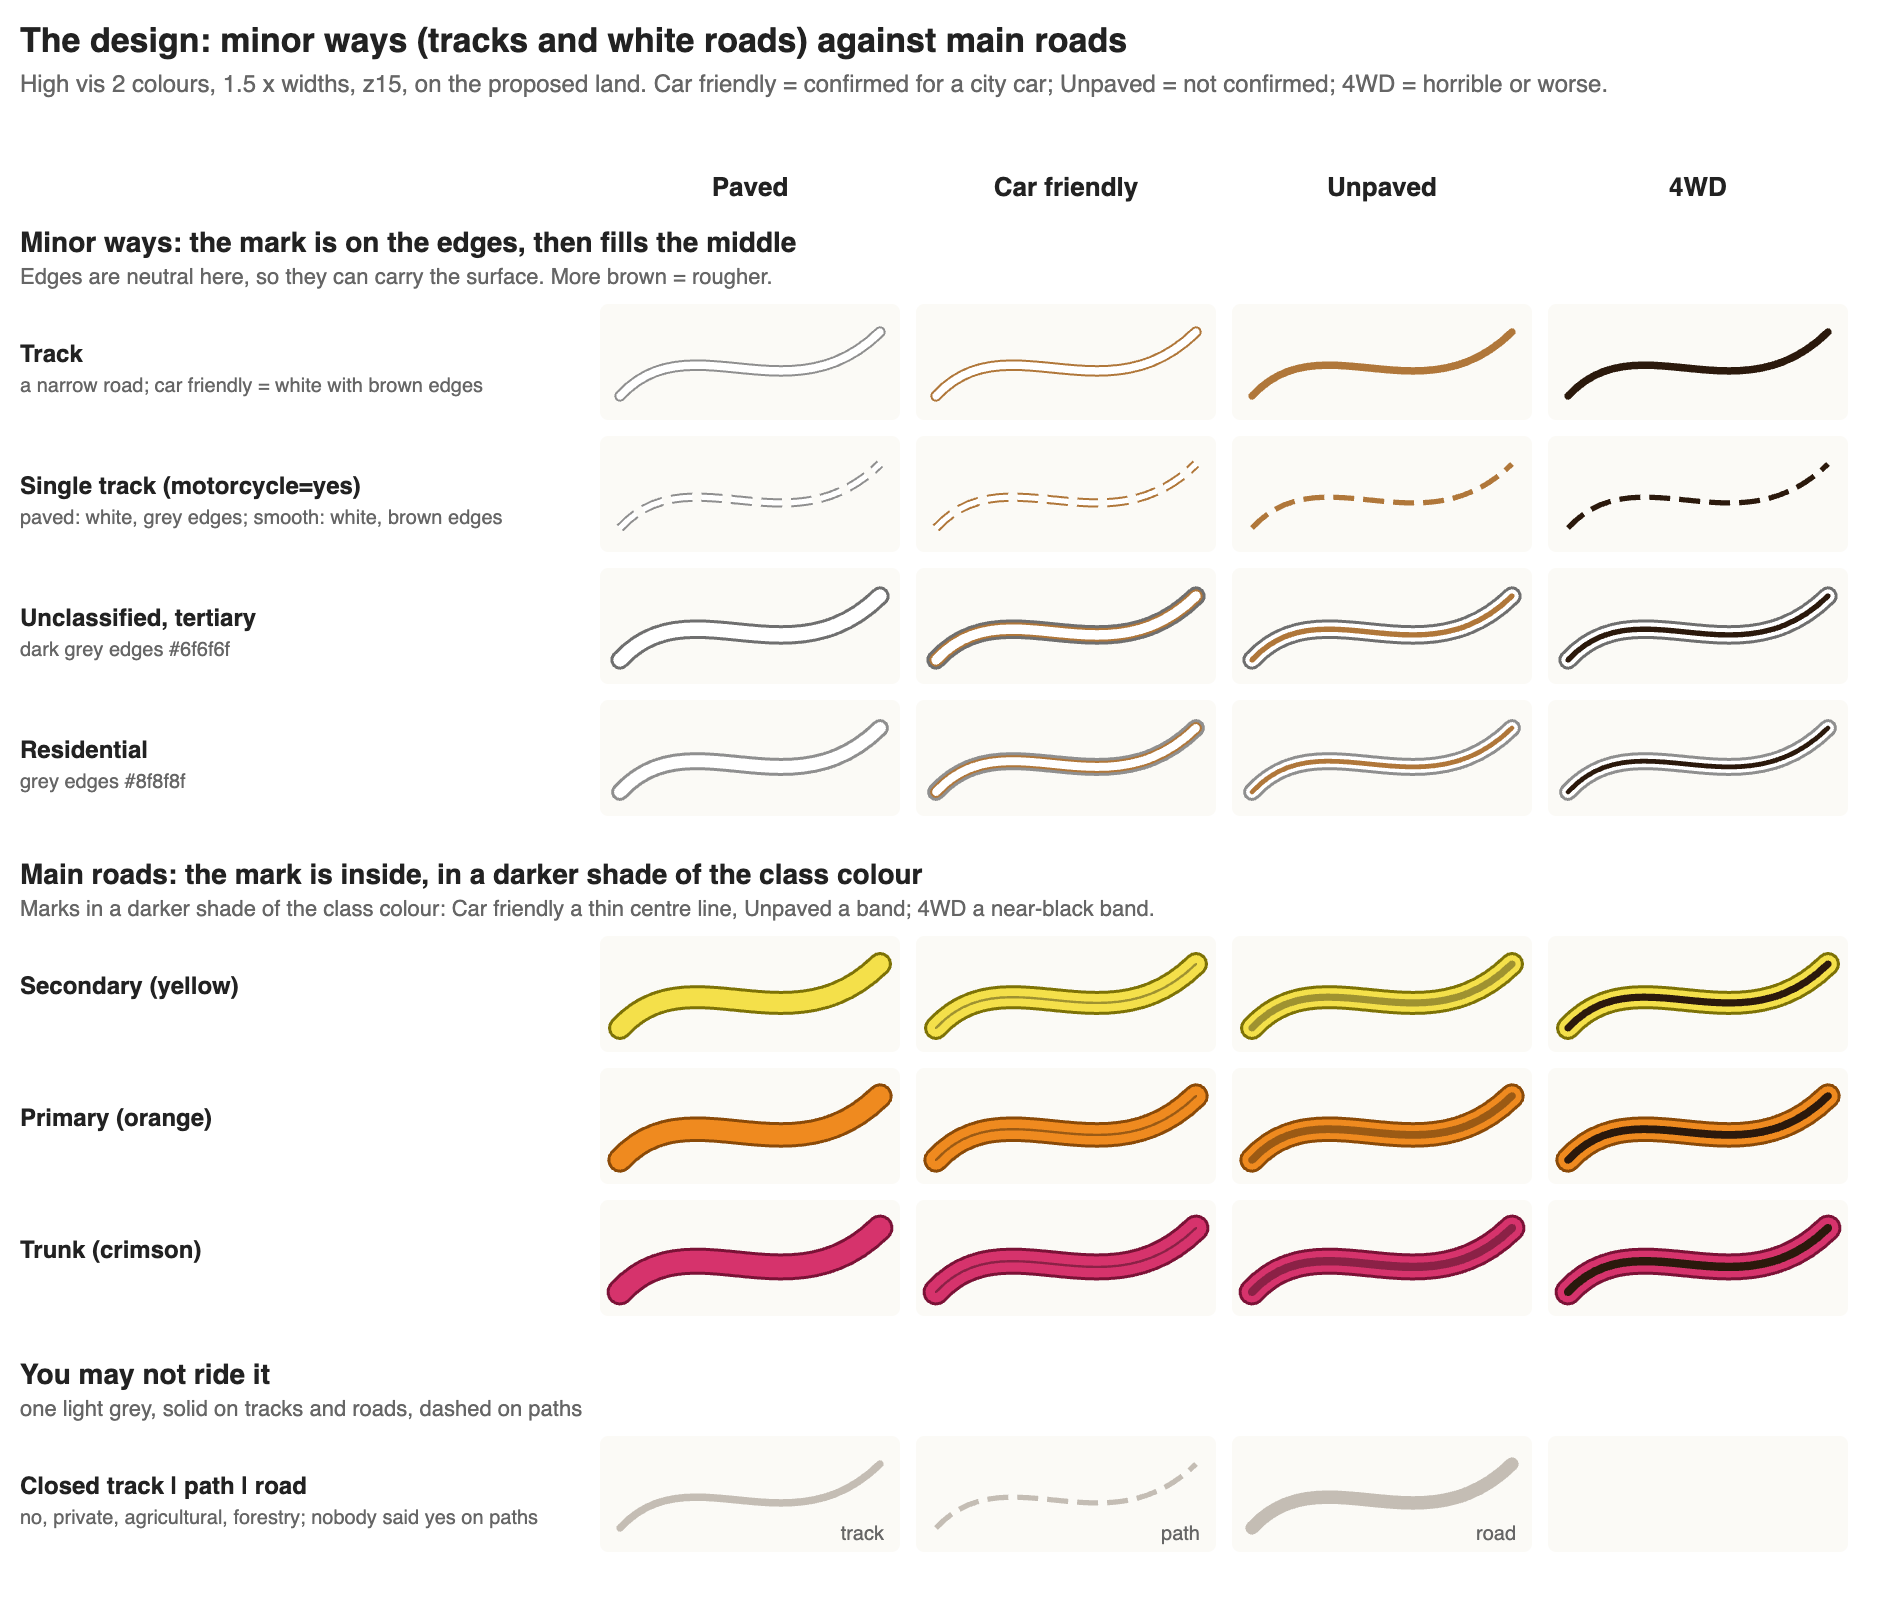 The design: minor ways (tracks and white roads) against main roads
High vis 2 colours, 1.5 x widths, z15, on the proposed land. Car friendly = confirmed for a city car; Unpaved = not confirmed; 4WD = horrible or worse.
Paved
Car friendly
Unpaved
4WD
Minor ways: the mark is on the edges, then fills the middle
Edges are neutral here, so they can carry the surface. More brown = rougher.
Track
a narrow road; car friendly = white with brown edges
Single track (motorcycle=yes)
paved: white, grey edges; smooth: white, brown edges
Unclassified, tertiary
dark grey edges #6f6f6f
Residential
grey edges #8f8f8f
Main roads: the mark is inside, in a darker shade of the class colour
Marks in a darker shade of the class colour: Car friendly a thin centre line, Unpaved a band; 4WD a near-black band.
Secondary (yellow)
Primary (orange)
Trunk (crimson)
You may not ride it
one light grey, solid on tracks and roads, dashed on paths
Closed track | path | road
no, private, agricultural, forestry; nobody said yes on paths
track
path
road